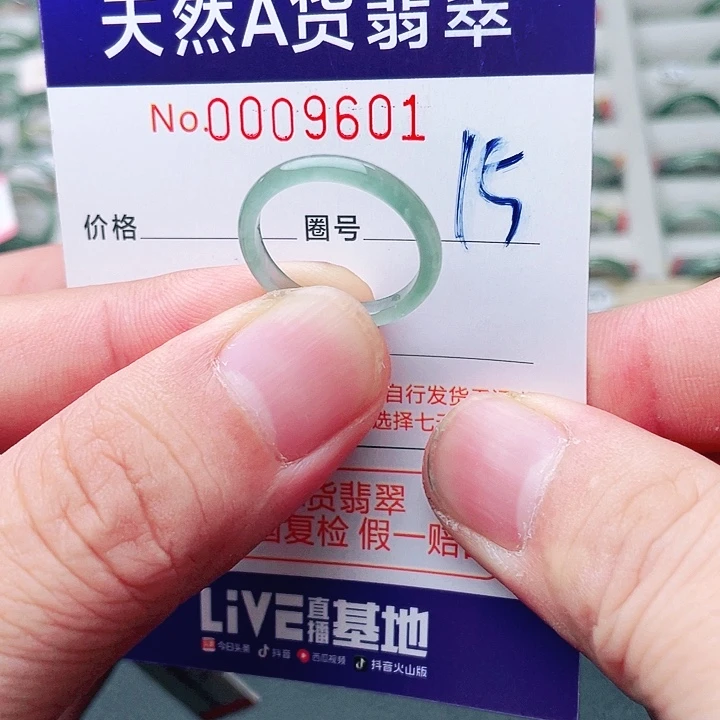 天然A货翡翠
No.0009601
价格 圈号 15
自行发货
选择七
货翡翠
复检 假一赔
LiVE直播基地
今日头条 抖音 西瓜视频 抖音火山版